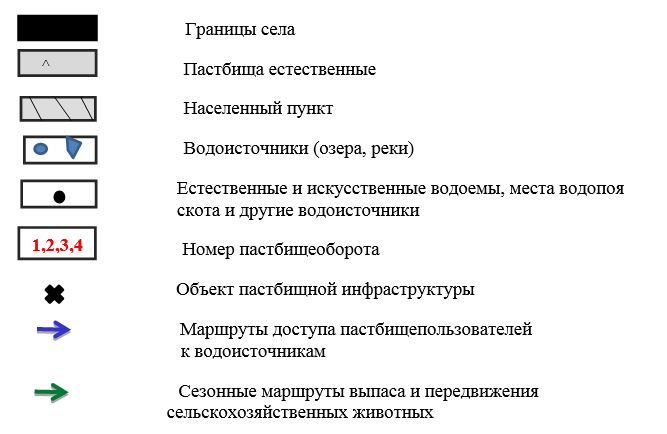 Границы села
^
Пастбища естественные
Населенный пункт
Водоисточники (озера, реки)
Естественные и искусственные водоемы, места водопоя
скота и другие водоисточники
1,2,3,4
Номер пастбищеоборота
Объект пастбищной инфраструктуры
Маршруты доступа пастбищепользователей
к водоисточникам
Сезонные маршруты выпаса и передвижения
сельскохозяйственных животных